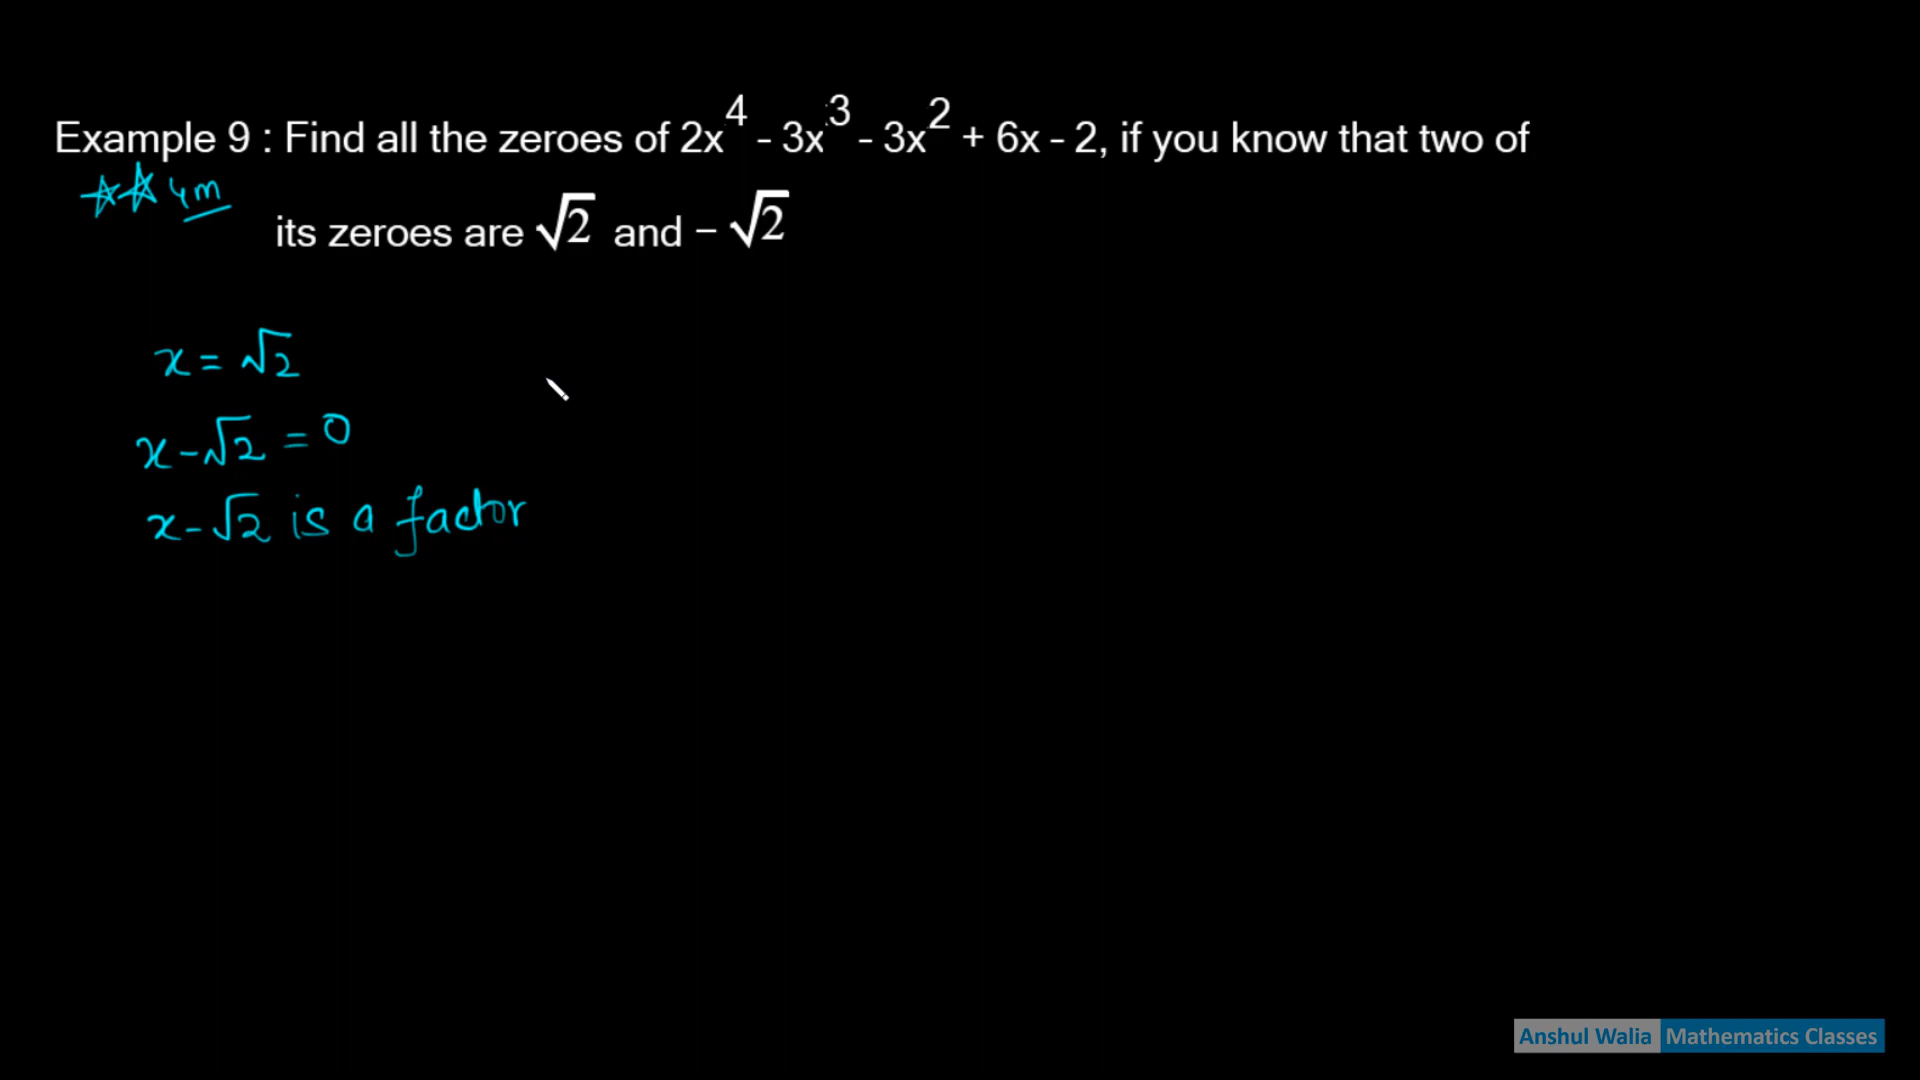 Example 9 : Find all the zeroes of 2x⁴ - 3x³ - 3x² + 6x - 2, if you know that two of
☆☆ 4m
its zeroes are √2 and – √2
x = √2
x - √2 = 0
x - √2 is a factor
Anshul Walia Mathematics Classes